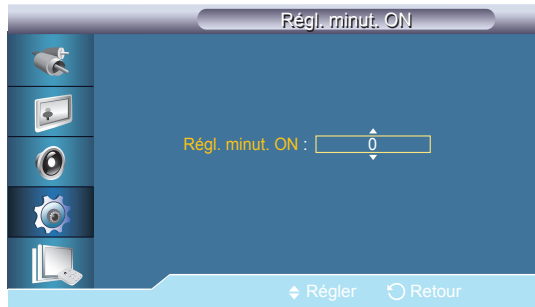 Régl. minut. ON
Régl. minut. ON : 0
Régler Retour